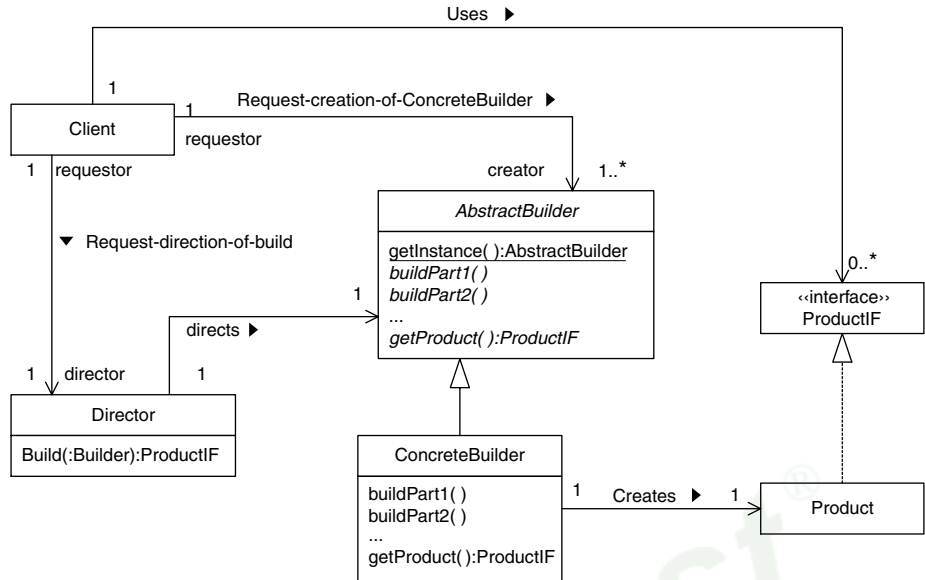 Uses ▶
1
Request-creation-of-ConcreteBuilder ▶
1
Client
requestor
1 requestor
creator 1..*
AbstractBuilder
▼ Request-direction-of-build
getInstance( ):AbstractBuilder
buildPart1( )
buildPart2( )
...
getProduct( ):ProductIF
0..*
‹‹interface››
ProductIF
1
directs ▶
1 director
1
Director
Build(:Builder):ProductIF
ConcreteBuilder
buildPart1( )
buildPart2( )
...
getProduct( ):ProductIF
1 Creates ▶ 1
Product
st®